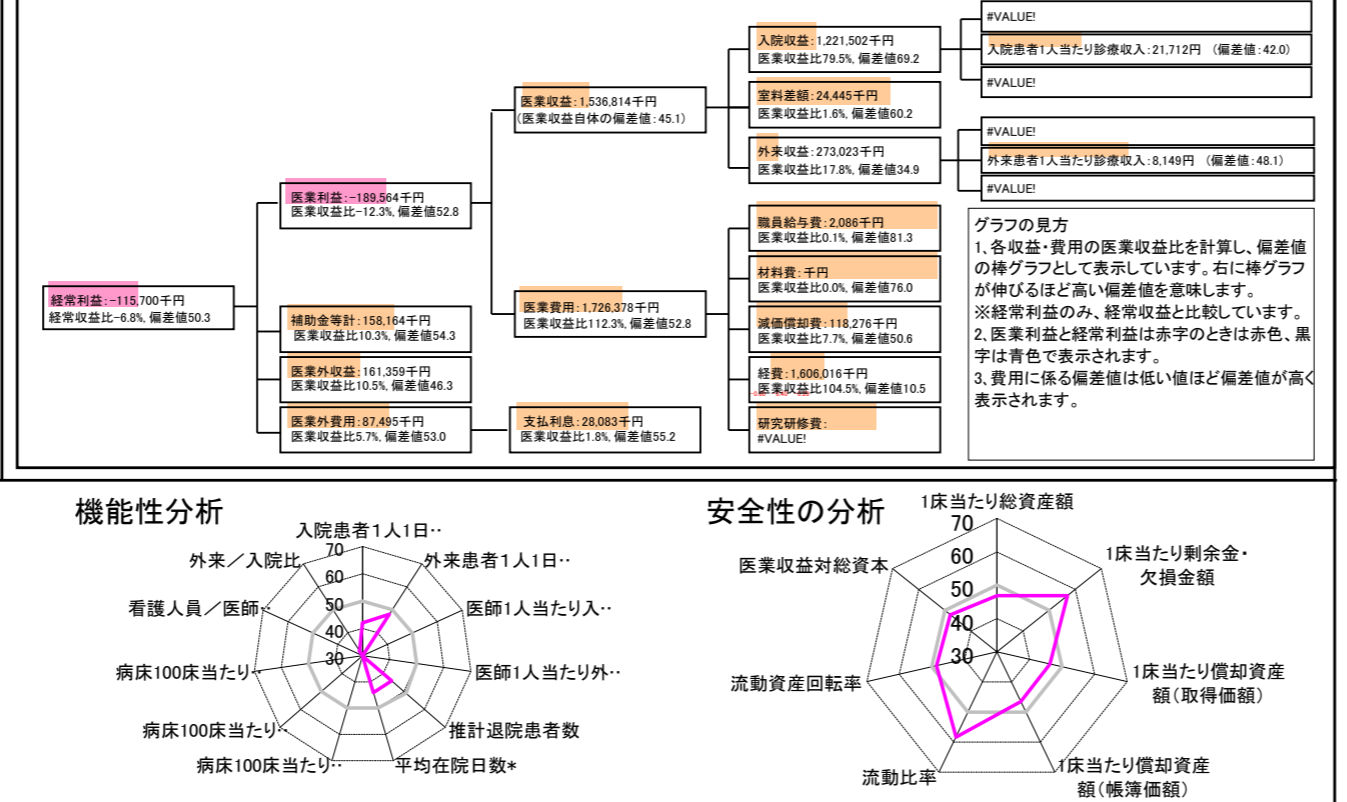 #VALUE!
入院患者1人当たり診療収入:21,712円 (偏差値:42.0)
#VALUE!
入院収益:1,221,502千円
医業収益比79.5%, 偏差値69.2
室料差額:24,445千円
医業収益比1.6%, 偏差値60.2
外来収益:273,023千円
医業収益比17.8%, 偏差値34.9
#VALUE!
外来患者1人当たり診療収入:8,149円 (偏差値:48.1)
#VALUE!
医業収益:1,536,814千円
(医業収益自体の偏差値:45.1)
医業利益:-189,564千円
医業収益比-12.3%, 偏差値52.8
職員給与費:2,086千円
医業収益比0.1%, 偏差値81.3
材料費:千円
医業収益比0.0%, 偏差値76.0
減価償却費:118,276千円
医業収益比7.7%, 偏差値50.6
経費:1,606,016千円
医業収益比104.5%, 偏差値10.5
研究研修費:
#VALUE!
医業費用:1,726,378千円
医業収益比112.3%, 偏差値52.8
経常利益:-115,700千円
経常収益比-6.8%, 偏差値50.3
補助金等計:158,164千円
医業収益比10.3%, 偏差値54.3
医業外収益:161,359千円
医業収益比10.5%, 偏差値46.3
医業外費用:87,495千円
医業収益比5.7%, 偏差値53.0
支払利息:28,083千円
医業収益比1.8%, 偏差値55.2
グラフの見方
1、各収益・費用の医業収益比を計算し、偏差値
の棒グラフとして表示しています。右に棒グラフ
が伸びるほど高い偏差値を意味します。
※経常利益のみ、経常収益と比較しています。
2、医業利益と経常利益は赤字のときは赤色、黒
字は青色で表示されます。
3、費用に係る偏差値は低い値ほど偏差値が高く
表示されます。
機能性分析
入院患者1人1日‥
外来患者1人1日‥
医師1人当たり入‥
医師1人当たり外‥
推計退院患者数
平均在院日数*
病床100床当たり‥
病床100床当たり‥
病床100床当たり‥
看護人員/医師‥
外来/入院比
70
60
50
40
30
安全性の分析
1床当たり総資産額
1床当たり剰余金・
欠損金額
1床当たり償却資産
額(取得価額)
1床当たり償却資産
額(帳簿価額)
流動比率
流動資産回転率
医業収益対総資本
70
60
50
40
30